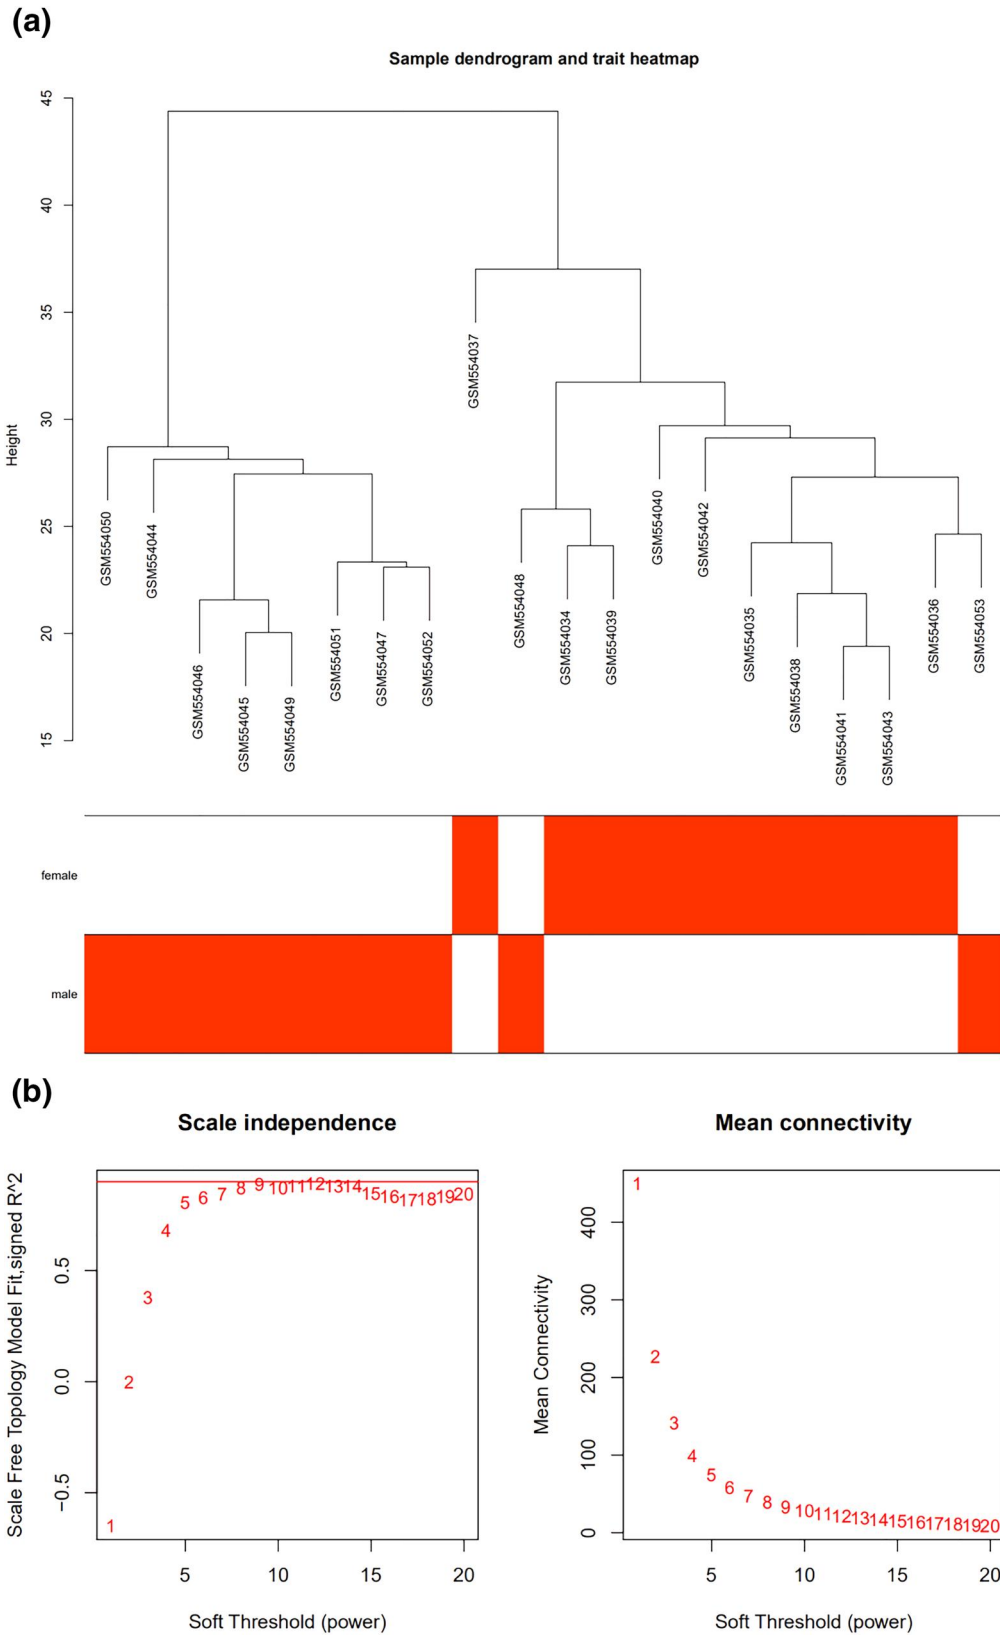 (a)
Sample dendrogram and trait heatmap
Height
45
40
35
30
25
20
15
GSM554050
GSM554044
GSM554046
GSM554045
GSM554049
GSM554051
GSM554047
GSM554052
GSM554037
GSM554048
GSM554034
GSM554039
GSM554040
GSM554042
GSM554035
GSM554038
GSM554041
GSM554043
GSM554036
GSM554053
female
male
(b)
Scale independence
Scale Free Topology Model Fit,signed R^2
0.5
0.0
−0.5
1
2
3
4
5
6
7
8
9
10
11
12
13
14
15
16
17
18
19
20
5 10 15 20
Soft Threshold (power)
Mean connectivity
Mean Connectivity
400
300
200
100
0
1
2
3
4
5
6
7
8
9
10
11
12
13
14
15
16
17
18
19
20
5 10 15 20
Soft Threshold (power)